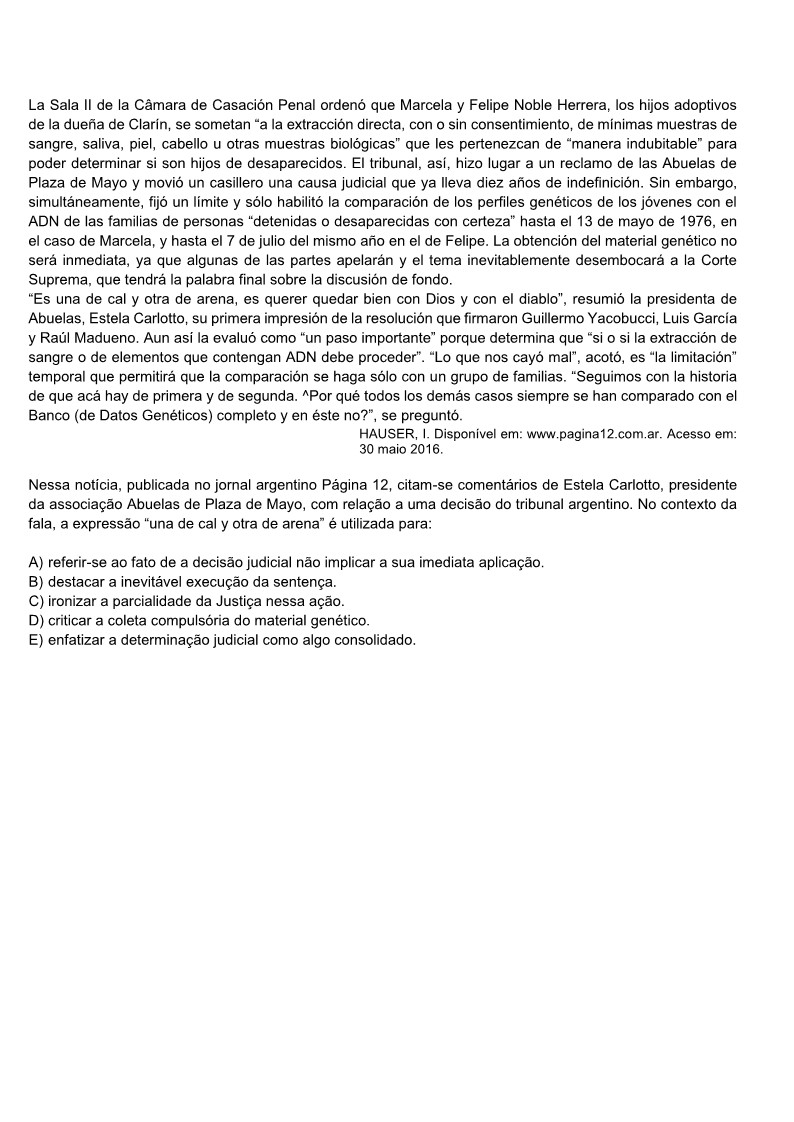 La Sala II de la Câmara de Casación Penal ordenó que Marcela y Felipe Noble Herrera, los hijos adoptivos
de la dueña de Clarín, se sometan “a la extracción directa, con o sin consentimiento, de mínimas muestras de
sangre, saliva, piel, cabello u otras muestras biológicas” que les pertenezcan de “manera indubitable” para
poder determinar si son hijos de desaparecidos. El tribunal, así, hizo lugar a un reclamo de las Abuelas de
Plaza de Mayo y movió un casillero una causa judicial que ya lleva diez años de indefinición. Sin embargo,
simultáneamente, fijó un límite y sólo habilitó la comparación de los perfiles genéticos de los jóvenes con el
ADN de las familias de personas “detenidas o desaparecidas con certeza” hasta el 13 de mayo de 1976, en
el caso de Marcela, y hasta el 7 de julio del mismo año en el de Felipe. La obtención del material genético no
será inmediata, ya que algunas de las partes apelarán y el tema inevitablemente desembocará a la Corte
Suprema, que tendrá la palabra final sobre la discusión de fondo.
“Es una de cal y otra de arena, es querer quedar bien con Dios y con el diablo”, resumió la presidenta de
Abuelas, Estela Carlotto, su primera impresión de la resolución que firmaron Guillermo Yacobucci, Luis García
y Raúl Madueno. Aun así la evaluó como “un paso importante” porque determina que “si o si la extracción de
sangre o de elementos que contengan ADN debe proceder”. “Lo que nos cayó mal”, acotó, es “la limitación”
temporal que permitirá que la comparación se haga sólo con un grupo de familias. “Seguimos con la historia
de que acá hay de primera y de segunda. ^Por qué todos los demás casos siempre se han comparado con el
Banco (de Datos Genéticos) completo y en éste no?”, se preguntó.
HAUSER, I. Disponível em: www.pagina12.com.ar. Acesso em:
30 maio 2016.
Nessa notícia, publicada no jornal argentino Página 12, citam-se comentários de Estela Carlotto, presidente
da associação Abuelas de Plaza de Mayo, com relação a uma decisão do tribunal argentino. No contexto da
fala, a expressão “una de cal y otra de arena” é utilizada para:
A) referir-se ao fato de a decisão judicial não implicar a sua imediata aplicação.
B) destacar a inevitável execução da sentença.
C) ironizar a parcialidade da Justiça nessa ação.
D) criticar a coleta compulsória do material genético.
E) enfatizar a determinação judicial como algo consolidado.